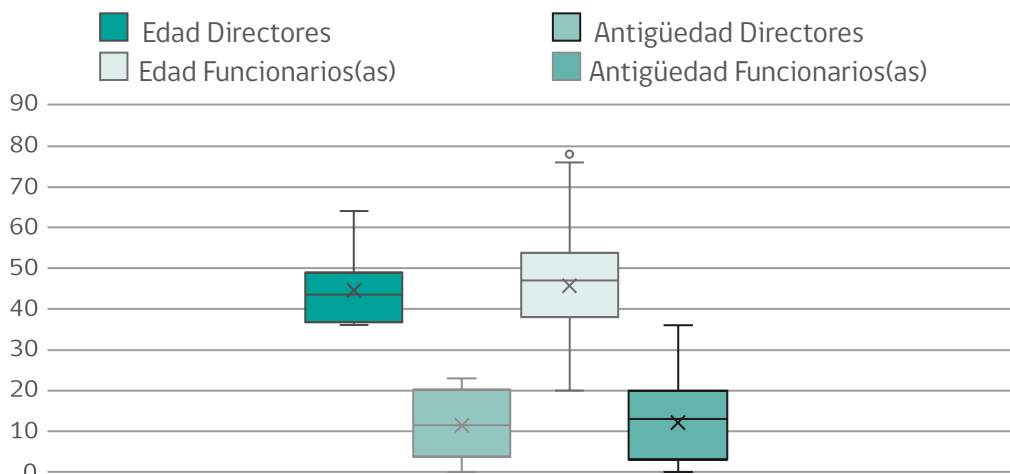 Edad Directores
Antigüedad Directores
Edad Funcionarios(as)
Antigüedad Funcionarios(as)
90
80
70
60
50
40
30
20
10
0